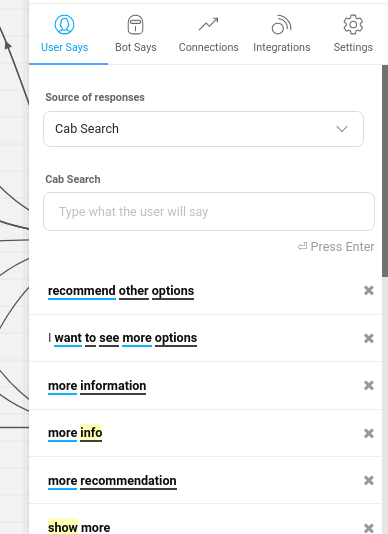 User Says Bot Says Connections Integrations Settings
Source of responses
Cab Search
Cab Search
Type what the user will say
⏎ Press Enter
recommend other options
I want to see more options
more information
more info
more recommendation
show more